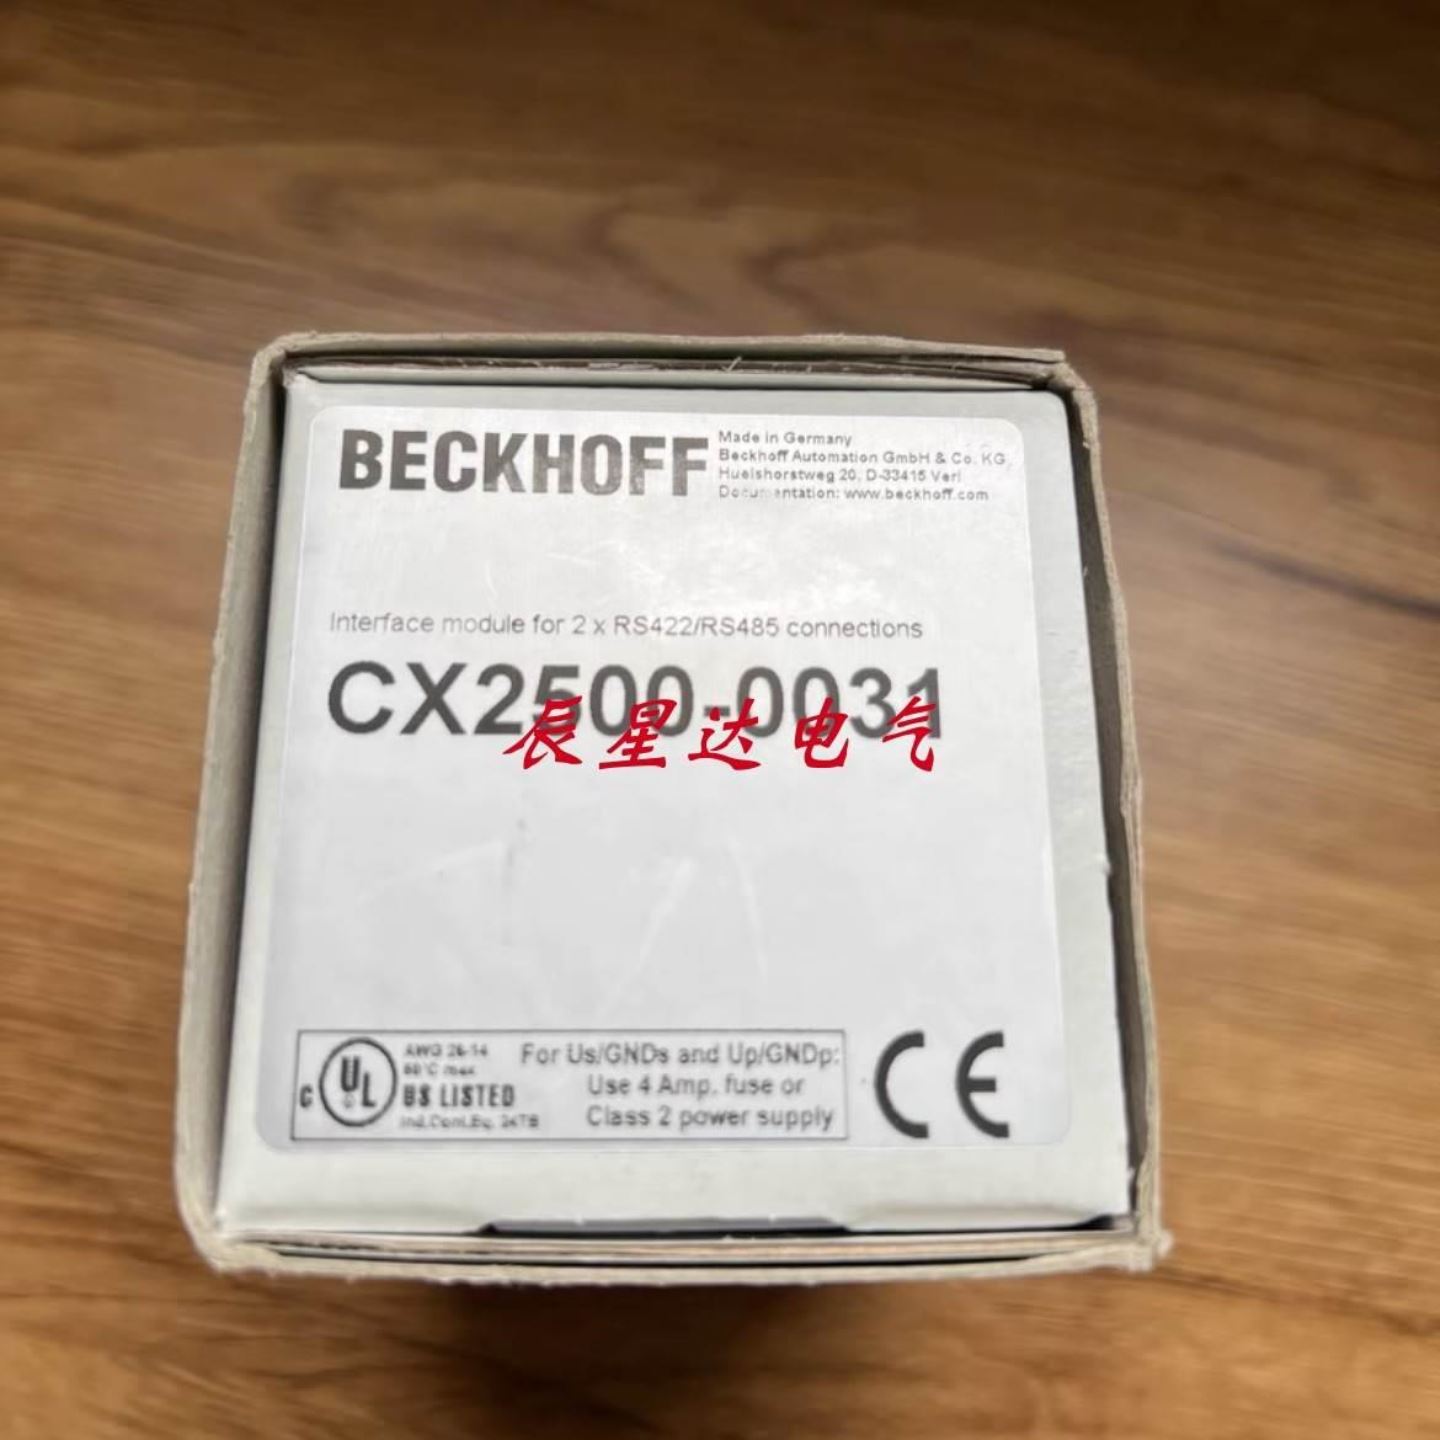 BECKHOFF
Made in Germany
Beckhoff Automation GmbH & Co. KG
Huelshorstweg 20, D-33415 Verl
Documentation: www.beckhoff.com
Interface module for 2 x RS422/RS485 connections
CX2500-0031
辰星达电气
c UL US LISTED
AWG 26-14
Ind.Cont.Eq. 24TB
For Us/GNDs and Up/GNDp:
Use 4 Amp. fuse or
Class 2 power supply
CE